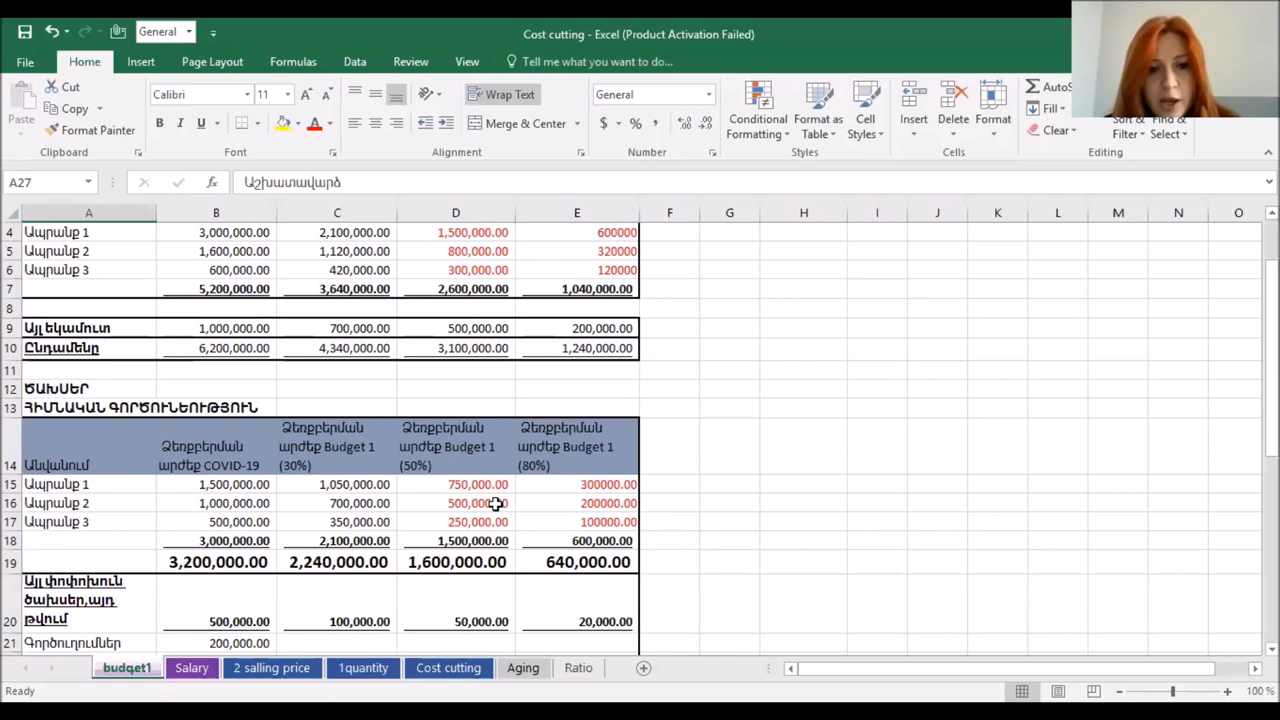 General
Cost cutting - Excel (Product Activation Failed)
File Home Insert Page Layout Formulas Data Review View Tell me what you want to do...
Cut
Copy
Paste
Format Painter
Calibri 11
Wrap Text
Merge & Center
General
Conditional Formatting
Format as Table
Cell Styles
Insert
Delete
Format
Fill
Clear
Sort & Filter
Find & Select
Clipboard Font Alignment Number Styles Cells Editing
A27 Աշխատավարձ
A B C D E F G H I J K L M N O
4 Ապրանք 1 3,000,000.00 2,100,000.00 1,500,000.00 600000
5 Ապրանք 2 1,600,000.00 1,120,000.00 800,000.00 320000
6 Ապրանք 3 600,000.00 420,000.00 300,000.00 120000
7 5,200,000.00 3,640,000.00 2,600,000.00 1,040,000.00
8
9 Այլ եկամուտ 1,000,000.00 700,000.00 500,000.00 200,000.00
10 Ընդամենը 6,200,000.00 4,340,000.00 3,100,000.00 1,240,000.00
11
12 ԾԱԽՍԵՐ
13 ՀԻՄՆԱԿԱՆ ԳՈՐԾՈՒՆԵՈՒԹՅՈՒՆ
14 Անվանում
Ձեռքբերման
արժեք COVID-19
Ձեռքբերման
արժեք Budget 1
(30%)
Ձեռքբերման
արժեք Budget 1
(50%)
Ձեռքբերման
արժեք Budget 1
(80%)
15 Ապրանք 1 1,500,000.00 1,050,000.00 750,000.00 300000.00
16 Ապրանք 2 1,000,000.00 700,000.00 200000.00
17 Ապրանք 3 500,000.00 350,000.00 250,000.00 100000.00
18 3,000,000.00 2,100,000.00 1,500,000.00 600,000.00
19 3,200,000.00 2,240,000.00 1,600,000.00 640,000.00
Այլ փոփոխուն
ծախսեր,այդ
20 թվում 500,000.00 100,000.00 50,000.00 20,000.00
21 Գործուղումներ 200,000.00
budget1 Salary 2 salling price 1quantity Cost cutting Aging Ratio
Ready
100 %